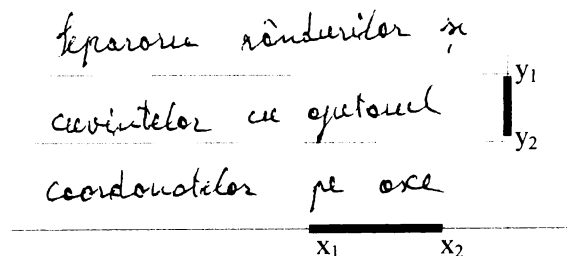 separarea rândurilor și
y1
cuvintelor cu ajutorul
y2
coordonatelor pe axe
x1 x2